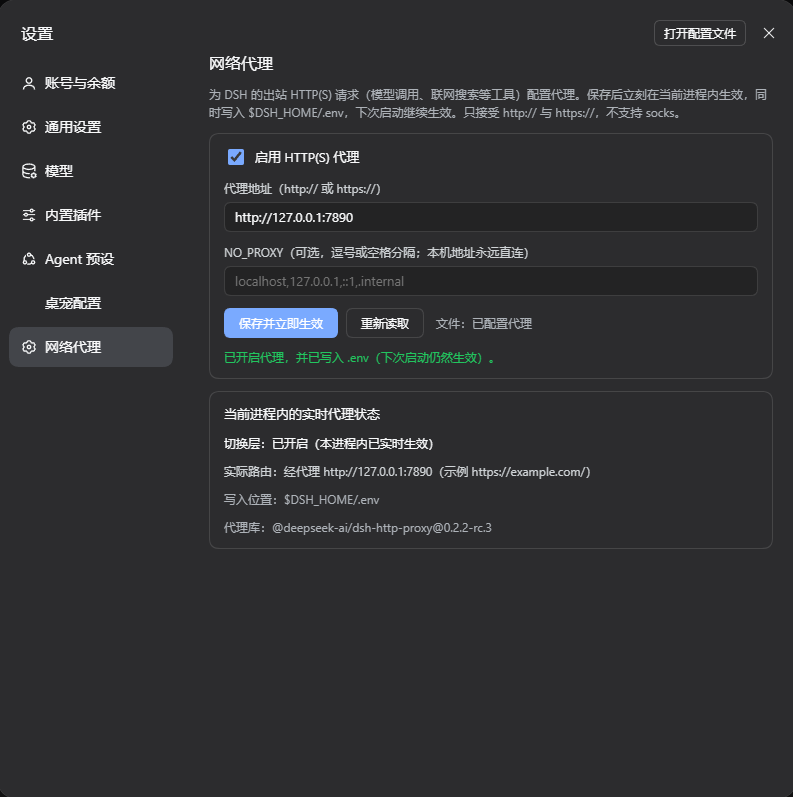 设置
打开配置文件
账号与余额
通用设置
模型
内置插件
Agent 预设
桌宠配置
网络代理
网络代理
为 DSH 的出站 HTTP(S) 请求（模型调用、联网搜索等工具）配置代理。保存后立刻在当前进程内生效，同
时写入 $DSH_HOME/.env，下次启动继续生效。只接受 http:// 与 https://，不支持 socks。
启用 HTTP(S) 代理
代理地址（http:// 或 https://）
http://127.0.0.1:7890
NO_PROXY（可选，逗号或空格分隔；本机地址永远直连）
localhost,127.0.0.1,::1,.internal
保存并立即生效
重新读取
文件：已配置代理
已开启代理，并已写入 .env（下次启动仍然生效）。
当前进程内的实时代理状态
切换层：已开启（本进程内已实时生效）
实际路由：经代理 http://127.0.0.1:7890（示例 https://example.com/）
写入位置：$DSH_HOME/.env
代理库：@deepseek-ai/dsh-http-proxy@0.2.2-rc.3